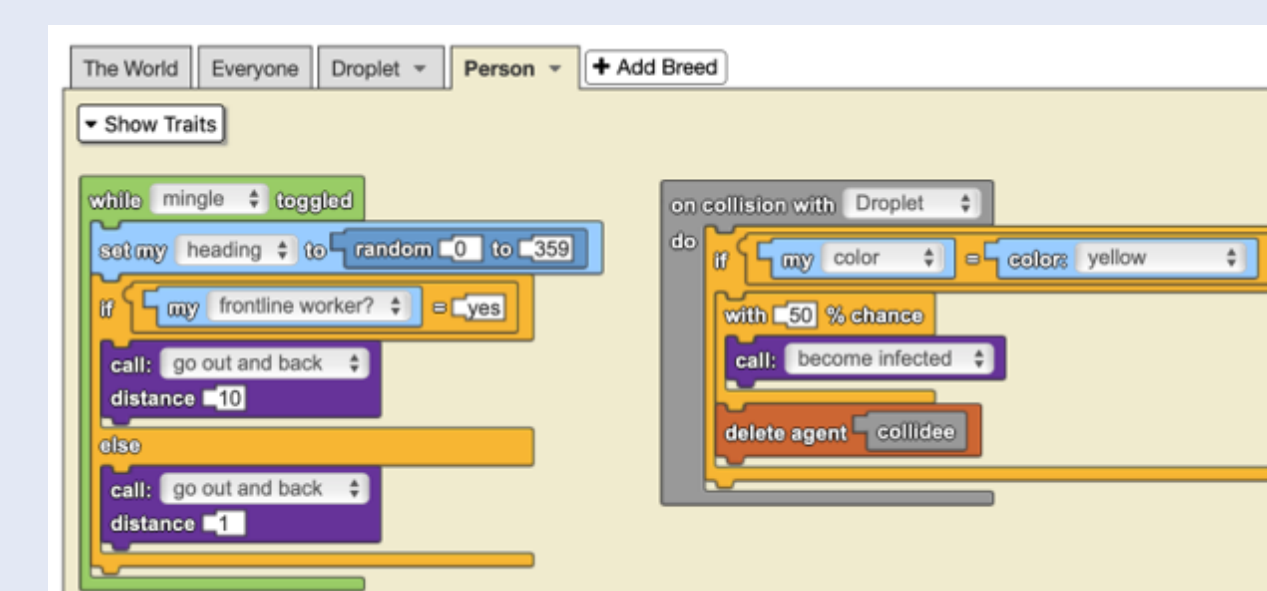 The World Everyone Droplet Person + Add Breed
Show Traits
while mingle toggled
set my heading to random 0 to 359
if my frontline worker? = yes
call: go out and back
distance 10
else
call: go out and back
distance 1
on collision with Droplet
do if my color = color: yellow
with 50 % chance
call: become infected
delete agent collidee